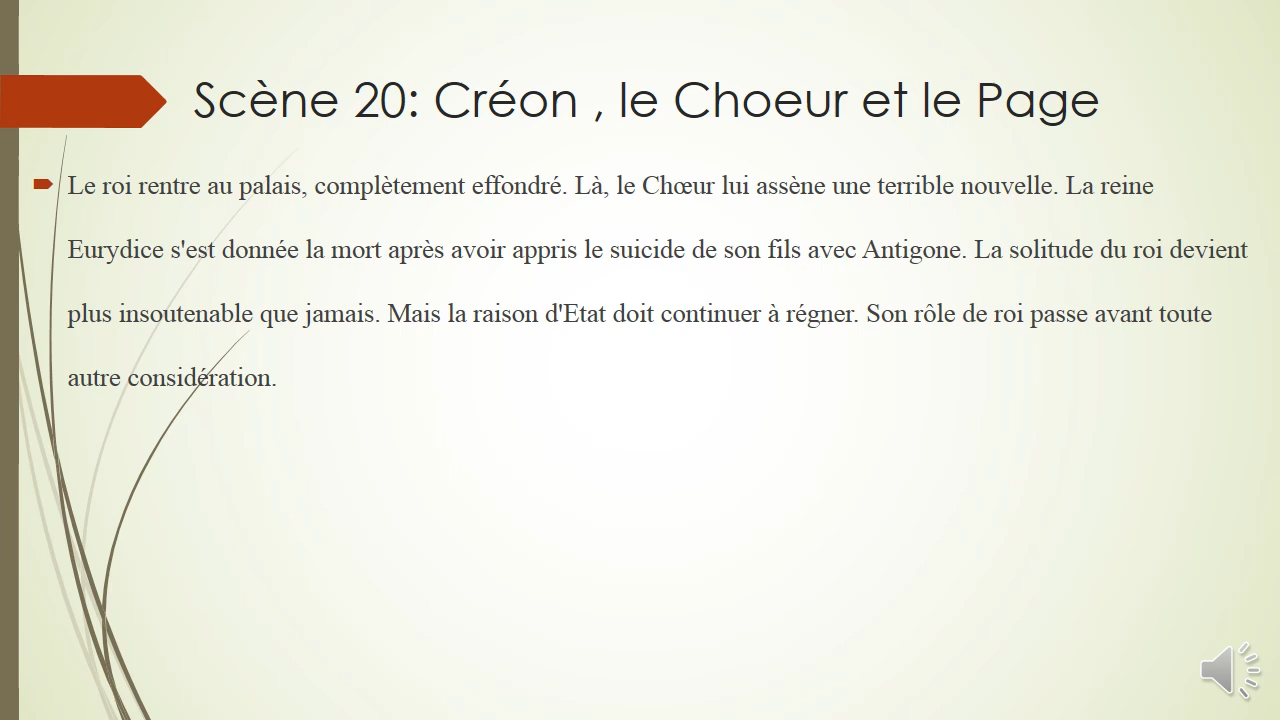 Scène 20: Créon , le Choeur et le Page
Le roi rentre au palais, complètement effondré. Là, le Chœur lui assène une terrible nouvelle. La reine
Eurydice s'est donnée la mort après avoir appris le suicide de son fils avec Antigone. La solitude du roi devient
plus insoutenable que jamais. Mais la raison d'Etat doit continuer à régner. Son rôle de roi passe avant toute
autre considération.